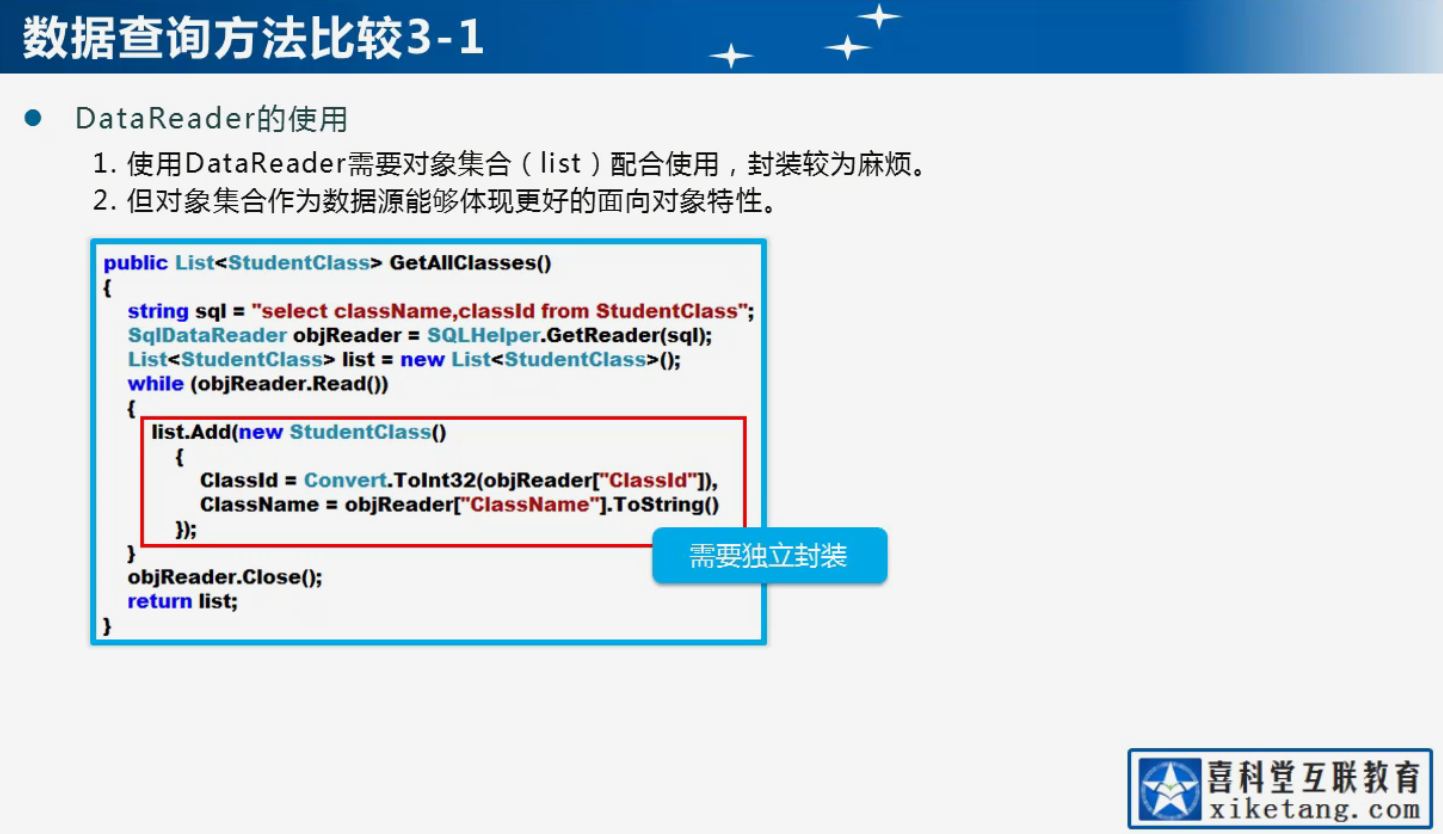 数据查询方法比较3-1
DataReader的使用
1. 使用DataReader需要对象集合（list）配合使用，封装较为麻烦。
2. 但对象集合作为数据源能够体现更好的面向对象特性。
public List<StudentClass> GetAllClasses()
{
string sql = "select className,classId from StudentClass";
SqlDataReader objReader = SQLHelper.GetReader(sql);
List<StudentClass> list = new List<StudentClass>();
while (objReader.Read())
{
list.Add(new StudentClass()
{
ClassId = Convert.ToInt32(objReader["ClassId"]),
ClassName = objReader["ClassName"].ToString()
});
}
objReader.Close();
return list;
}
需要独立封装
喜科堂互联教育
xiketang.com